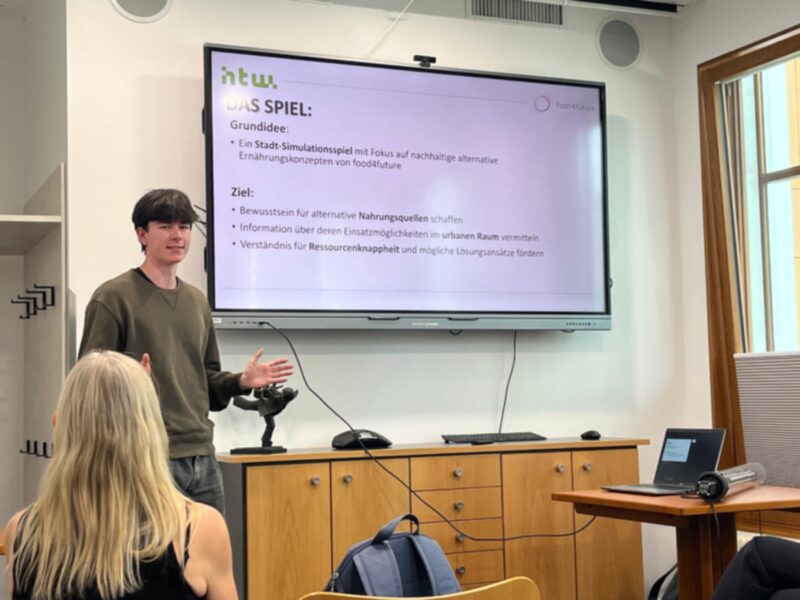 htw.
food4future
DAS SPIEL:
Grundidee:
• Ein Stadt-Simulationsspiel mit Fokus auf nachhaltige alternative
Ernährungskonzepten von food4future
Ziel:
• Bewusstsein für alternative Nahrungsquellen schaffen
• Information über deren Einsatzmöglichkeiten im urbanen Raum vermitteln
• Verständnis für Ressourcenknappheit und mögliche Lösungsansätze fördern